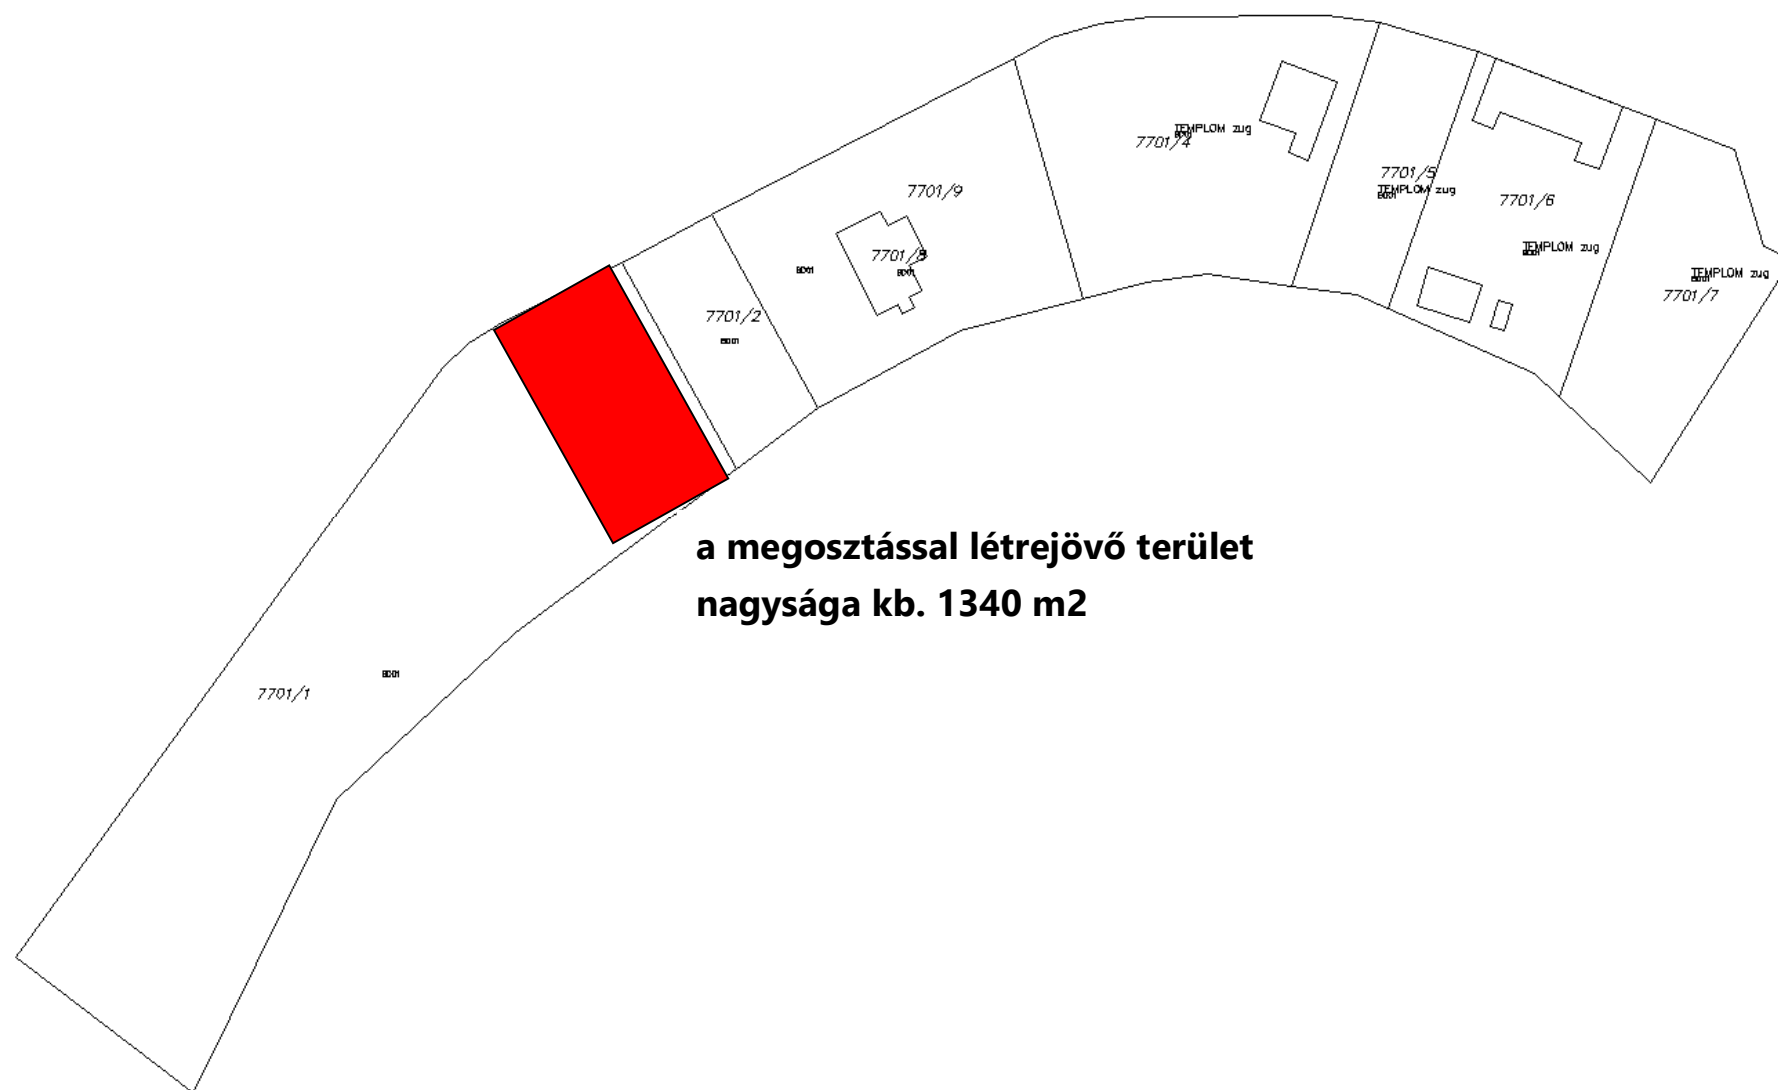 TEMPLOM zug
7701/4
7701/5
TEMPLOM zug
7701/9
7701/6
7701/8
TEMPLOM zug
TEMPLOM zug
7701/7
7701/2
a megosztással létrejövő terület
nagysága kb. 1340 m2
7701/1